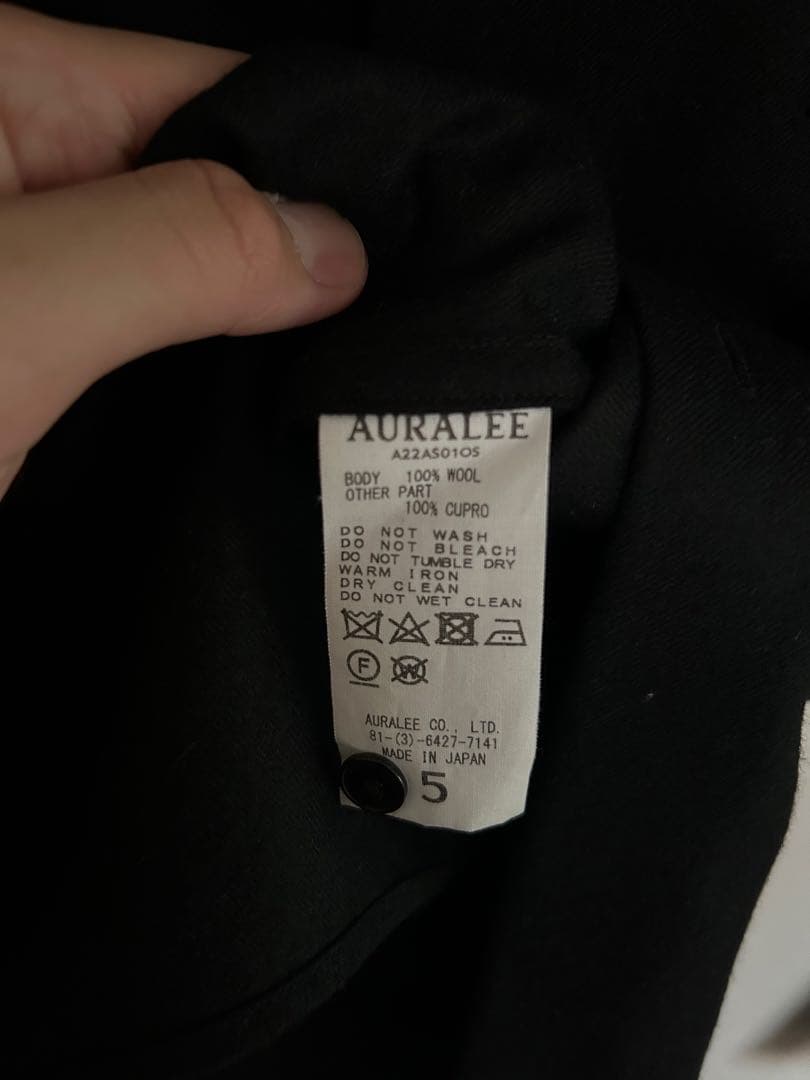 AURALEE
A22AS01OS
BODY 100% WOOL
OTHER PART
100% CUPRO
DO NOT WASH
DO NOT BLEACH
DO NOT TUMBLE DRY
WARM IRON
DRY CLEAN
DO NOT WET CLEAN
F W
AURALEE CO., LTD.
81-(3)-6427-7141
MADE IN JAPAN
5